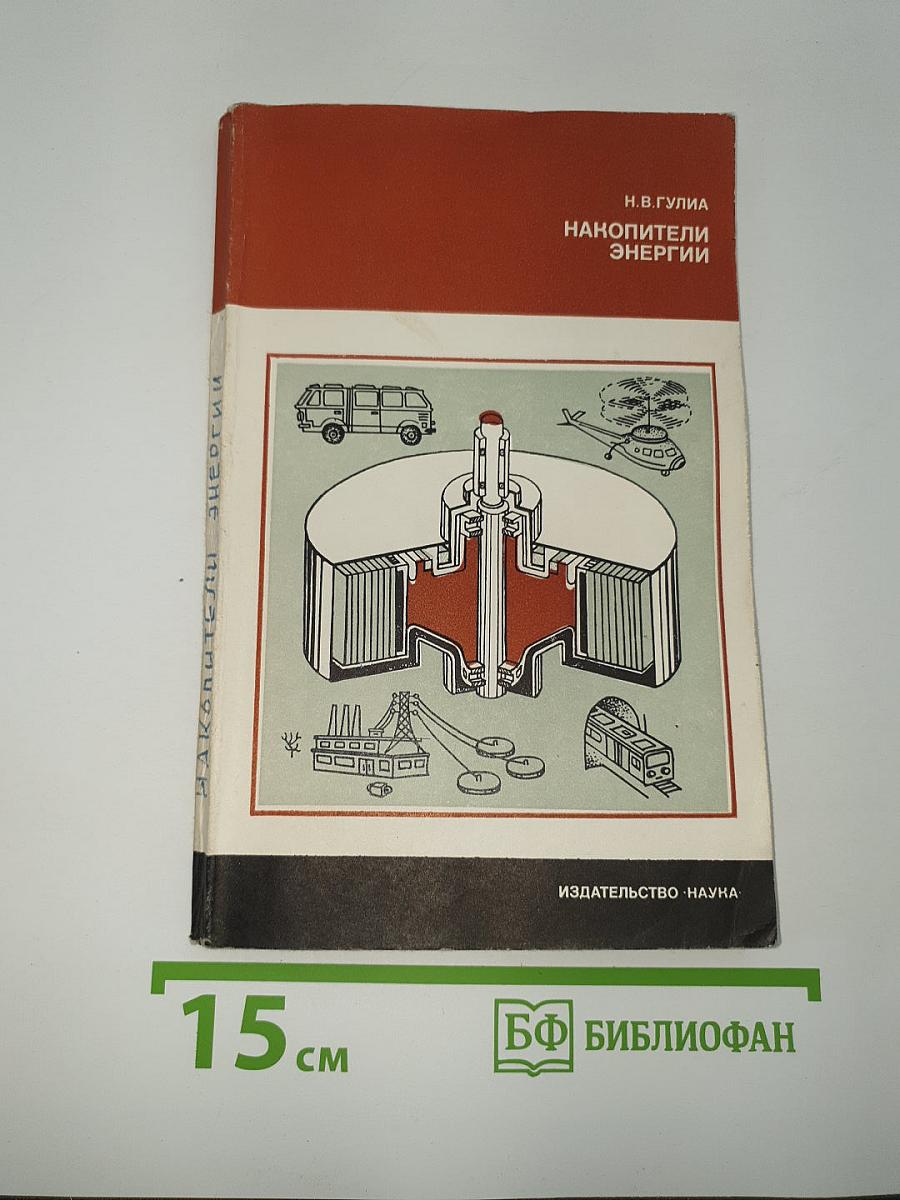 Н.В.ГУЛИА
НАКОПИТЕЛИ
ЭНЕРГИИ
НАКОПИТЕЛИ ЭНЕРГИИ
ИЗДАТЕЛЬСТВО ·НАУКА·
15 см
БФ БИБЛИОФАН